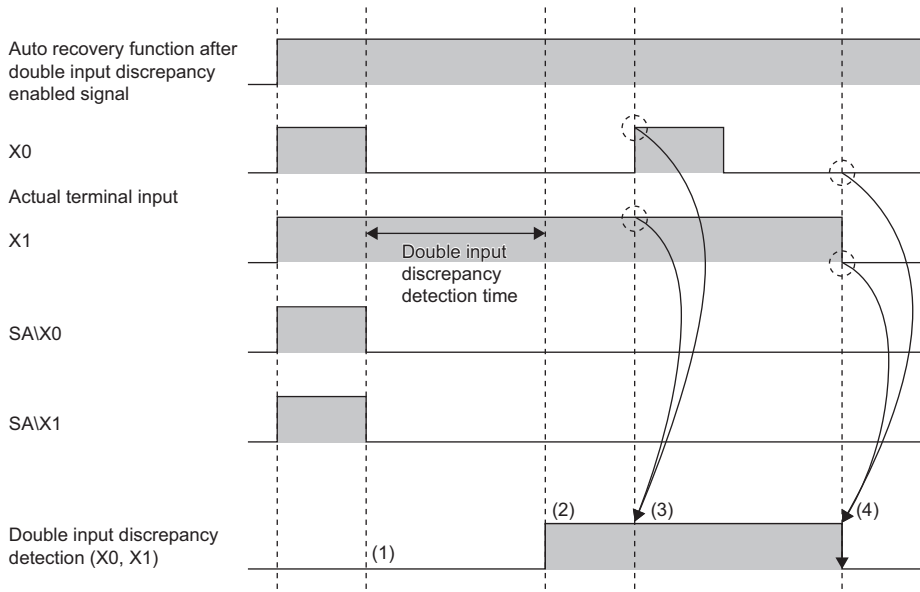 Auto recovery function after
double input discrepancy
enabled signal
X0
Actual terminal input
X1
Double input
discrepancy
detection time
SA\X0
SA\X1
(2)
(3)
(4)
Double input discrepancy
detection (X0, X1)
(1)